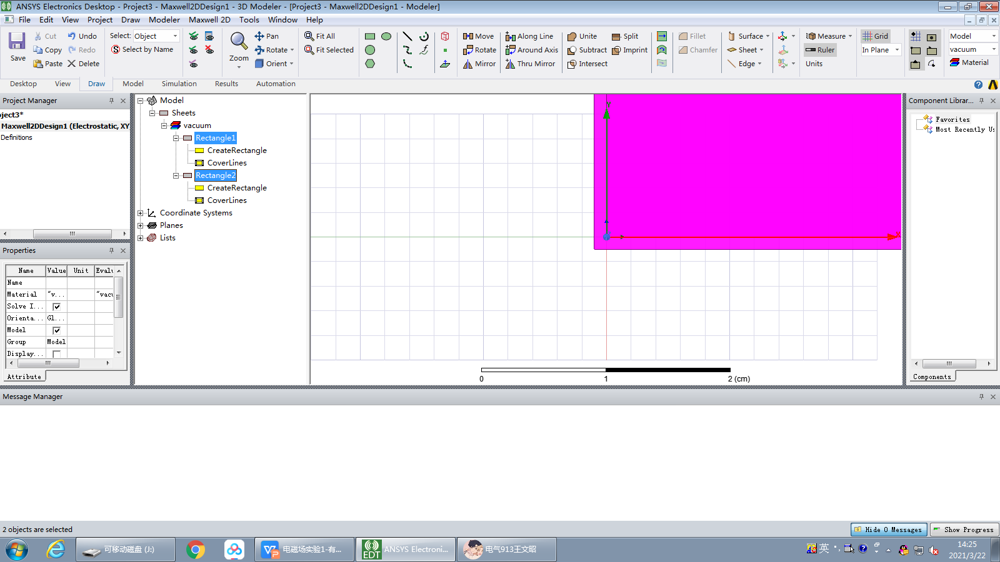 ANSYS Electronics Desktop - Project3 - Maxwell2DDesign1 - 3D Modeler - [Project3 - Maxwell2DDesign1 - Modeler]
File Edit View Project Draw Modeler Maxwell 2D Tools Window Help
Save
Cut Copy Paste
Undo Redo Delete
Select: Object
Select by Name
Zoom
Pan Rotate Orient
Fit All
Fit Selected
Move Rotate Mirror
Along Line
Around Axis
Thru Mirror
Unite Subtract Intersect
Split Imprint
Fillet Chamfer
Surface Sheet Edge
Measure Ruler Units
Grid
In Plane
Model
vacuum
Material
Desktop View Draw Model Simulation Results Automation
Project Manager
oject3*
Maxwell2DDesign1 (Electrostatic, XY
Definitions
Model
Sheets
vacuum
Rectangle1
CreateRectangle
CoverLines
Rectangle2
CreateRectangle
CoverLines
Coordinate Systems
Planes
Lists
Properties
Name Value Unit Evalu
Name
Material "v... "vacu
Solve I...
Orienta... Gl...
Model
Group Model
Display...
Attribute
Y
X
0 1 2 (cm)
Component Librar...
Favorites
Most Recently Us
Components
Message Manager
2 objects are selected
Hide 0 Messages
Show Progress
可移动磁盘 (J:)
电磁场实验1-有...
EDT
ANSYS Electroni...
电气913王文昭
英
14:25
2021/3/22